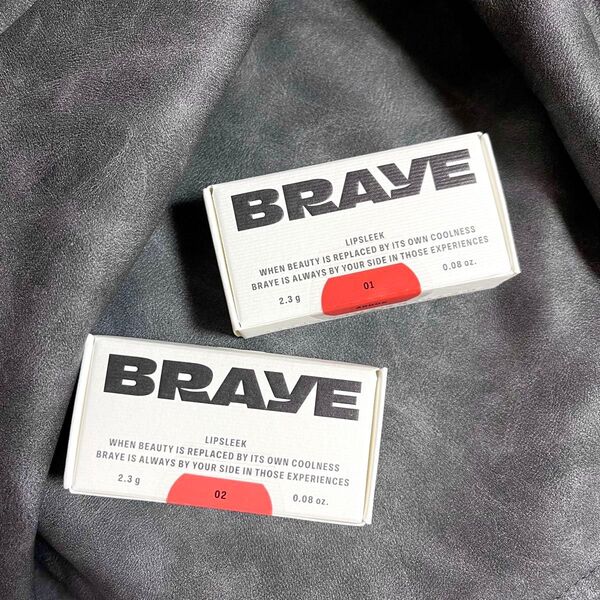 BRAYE
LIPSLEEK
WHEN BEAUTY IS REPLACED BY ITS OWN COOLNESS
BRAYE IS ALWAYS BY YOUR SIDE IN THOSE EXPERIENCES
2.3 g
01
0.08 oz.
BRAYE
LIPSLEEK
WHEN BEAUTY IS REPLACED BY ITS OWN COOLNESS
BRAYE IS ALWAYS BY YOUR SIDE IN THOSE EXPERIENCES
2.3 g
02
0.08 oz.